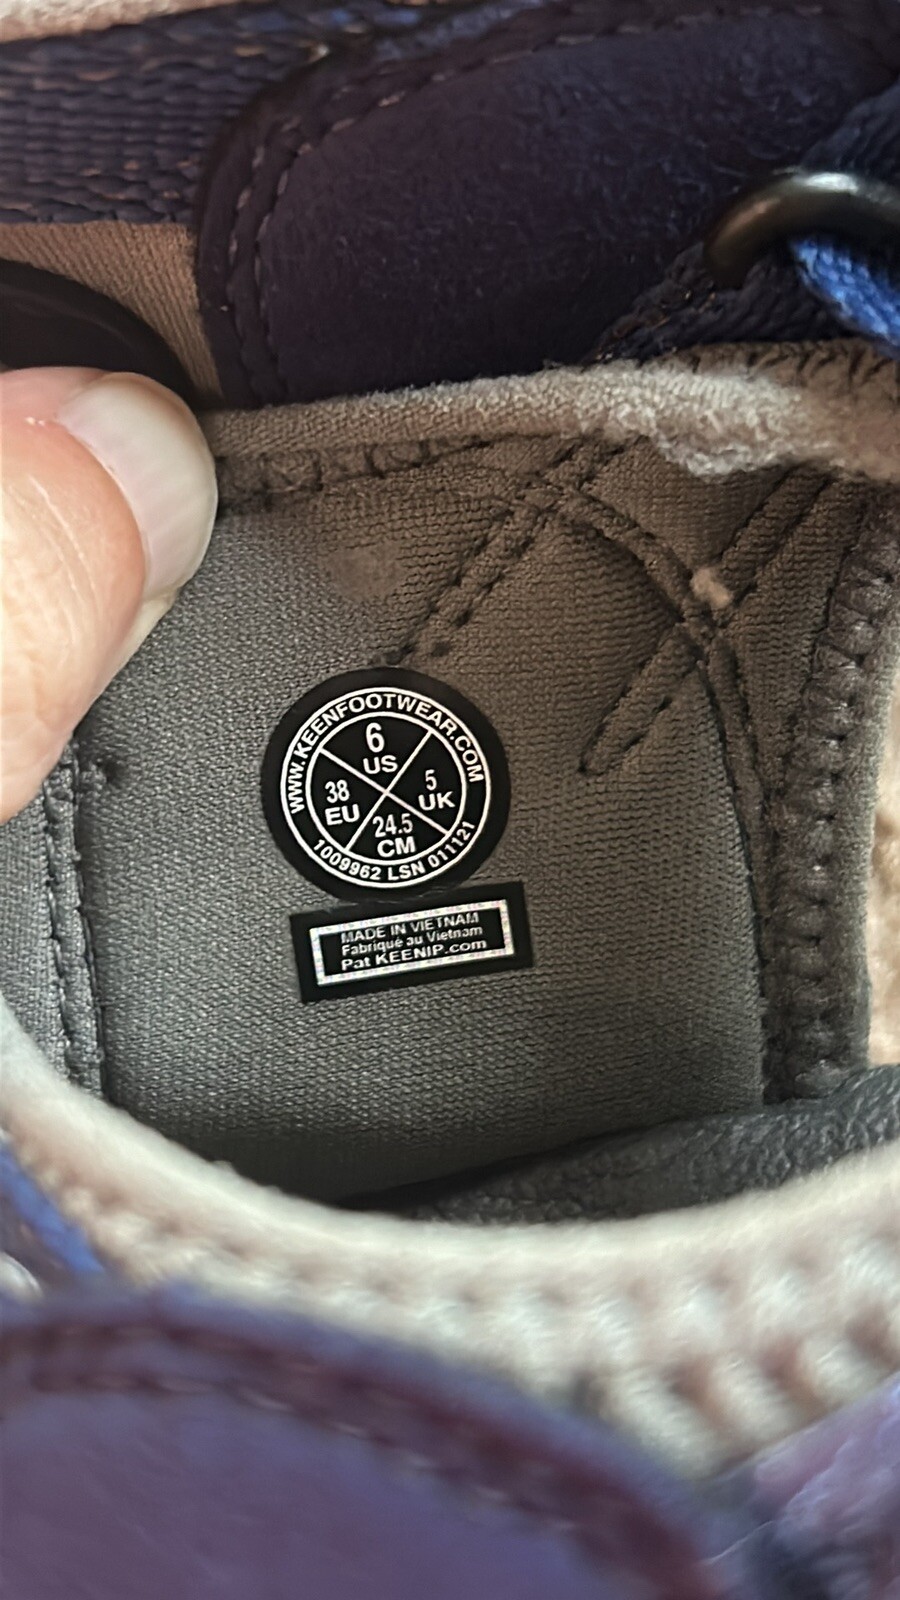 WWW.KEENFOOTWEAR.COM
6
US
38
EU
5
UK
24.5
CM
1009962 LSN 011121
MADE IN VIETNAM
Fabriqué au Vietnam
Pat KEENIP.com